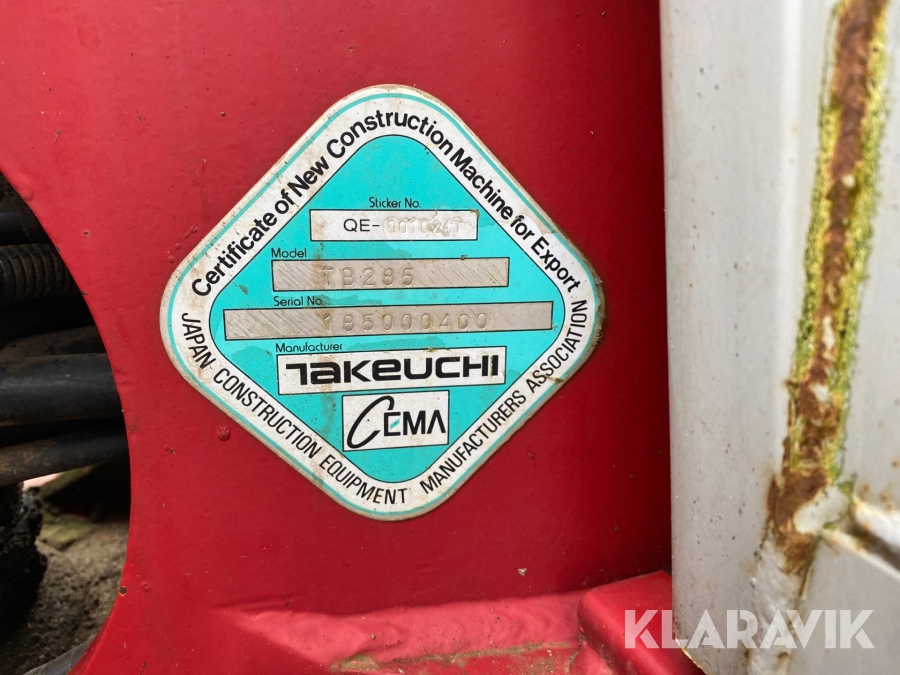 Certificate of New Construction Machine for Export
Sticker No.
QE-
Model
TB285
Serial No.
185000400
Manufacturer
TAKEUCHI
CEMA
JAPAN CONSTRUCTION EQUIPMENT MANUFACTURERS ASSOCIATION
KLARAVIK